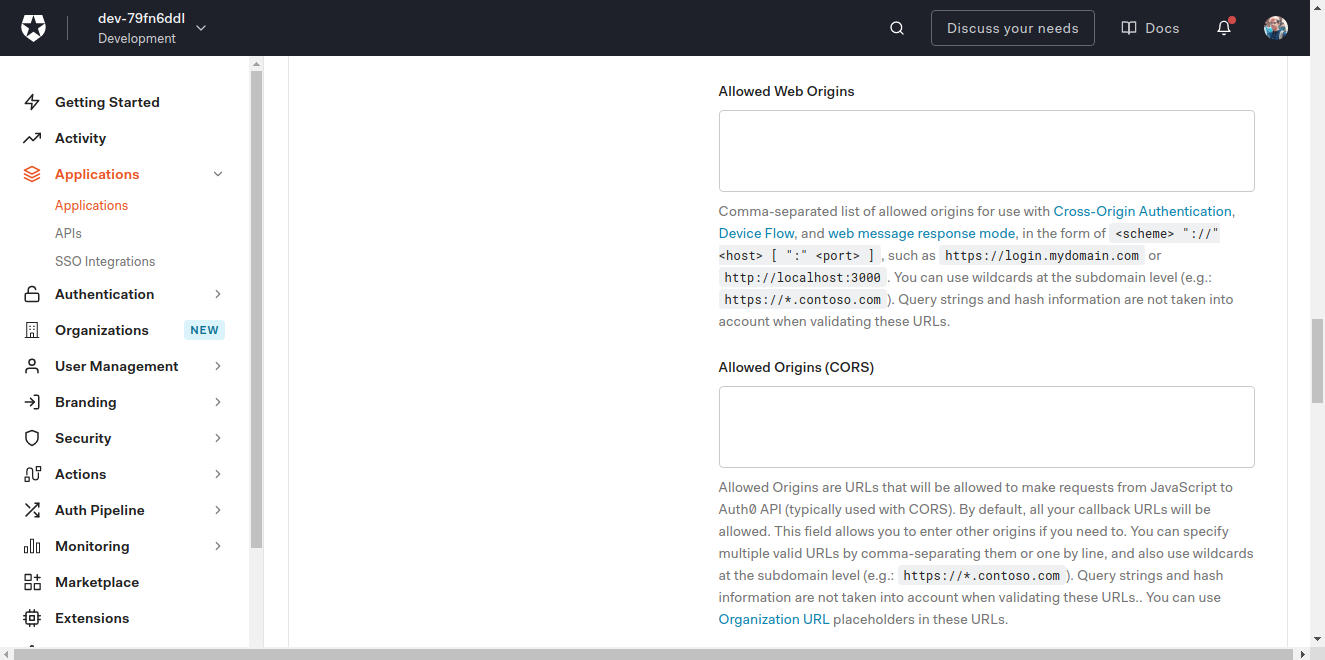 dev-79fn6ddl
Development
Discuss your needs
Docs
Getting Started
Activity
Applications
Applications
APIs
SSO Integrations
Authentication
Organizations NEW
User Management
Branding
Security
Actions
Auth Pipeline
Monitoring
Marketplace
Extensions
Allowed Web Origins
Comma-separated list of allowed origins for use with Cross-Origin Authentication,
Device Flow, and web message response mode, in the form of <scheme> "://"
<host> [ ":" <port> ] , such as https://login.mydomain.com or
http://localhost:3000 . You can use wildcards at the subdomain level (e.g.:
https://*.contoso.com ). Query strings and hash information are not taken into
account when validating these URLs.
Allowed Origins (CORS)
Allowed Origins are URLs that will be allowed to make requests from JavaScript to
Auth0 API (typically used with CORS). By default, all your callback URLs will be
allowed. This field allows you to enter other origins if you need to. You can specify
multiple valid URLs by comma-separating them or one by line, and also use wildcards
at the subdomain level (e.g.: https://*.contoso.com ). Query strings and hash
information are not taken into account when validating these URLs.. You can use
Organization URL placeholders in these URLs.